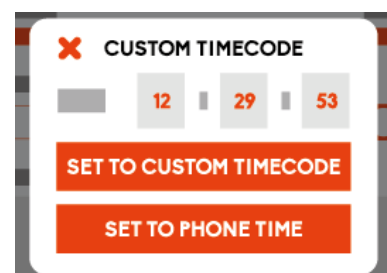 CUSTOM TIMECODE
12 29 53
SET TO CUSTOM TIMECODE
SET TO PHONE TIME